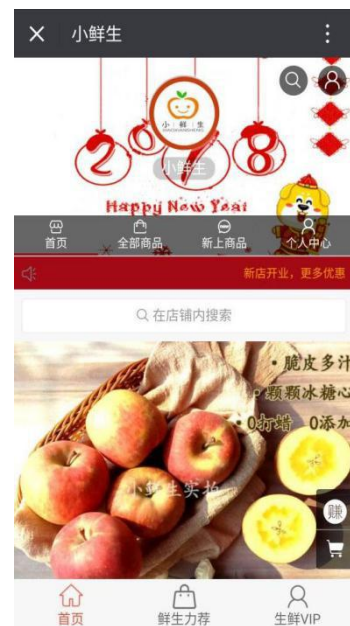 小鲜生
小 鲜 生
XIAOXIANSHENG
2018
小鲜生
Happy New Year
首页
全部商品
新上商品
个人中心
新店开业，更多优惠
在店铺内搜索
·脆皮多汁
·颗颗冰糖心
·0打蜡 0添加
小鲜生实拍
赚
首页
鲜生力荐
生鲜VIP